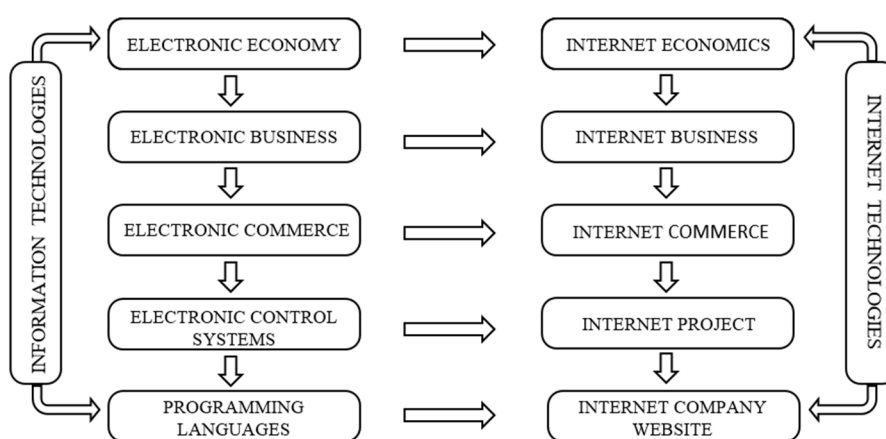 ELECTRONIC ECONOMY
INTERNET ECONOMICS
ELECTRONIC BUSINESS
INTERNET BUSINESS
ELECTRONIC COMMERCE
INTERNET COMMERCE
ELECTRONIC CONTROL
SYSTEMS
INTERNET PROJECT
PROGRAMMING
LANGUAGES
INTERNET COMPANY
WEBSITE
INFORMATION TECHNOLOGIES
INTERNET TECHNOLOGIES